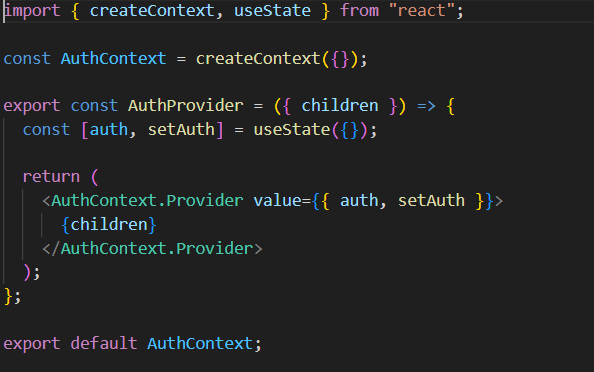 import { createContext, useState } from "react";
const AuthContext = createContext({});
export const AuthProvider = ({ children }) => {
const [auth, setAuth] = useState({});
return (
<AuthContext.Provider value={{ auth, setAuth }}>
{children}
</AuthContext.Provider>
);
};
export default AuthContext;